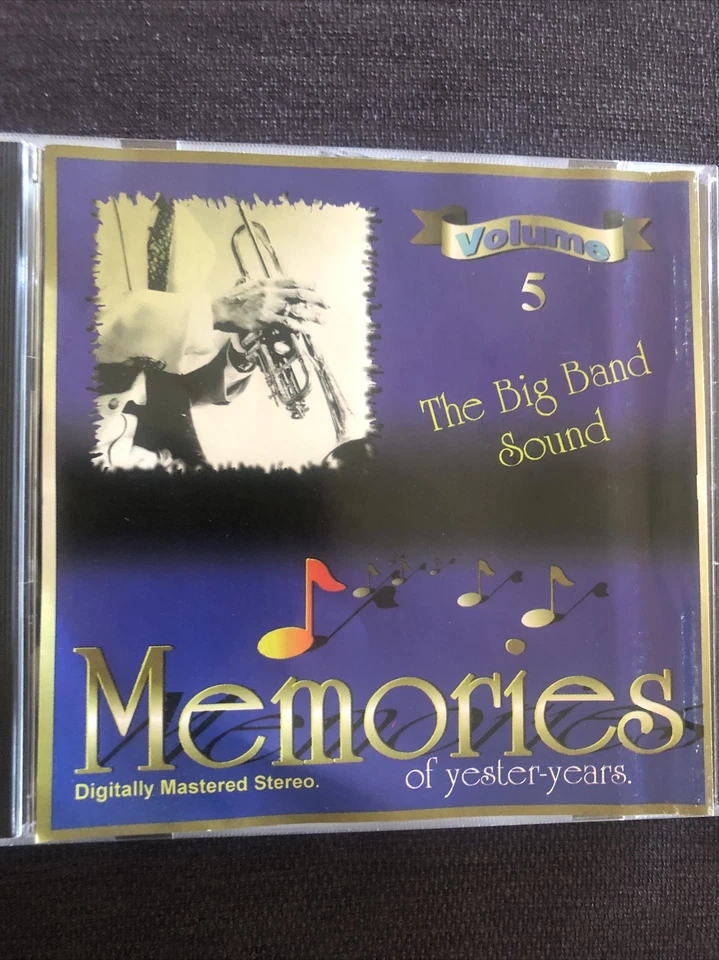 Volume
5
The Big Band
Sound
Memories
of yester-years.
Digitally Mastered Stereo.